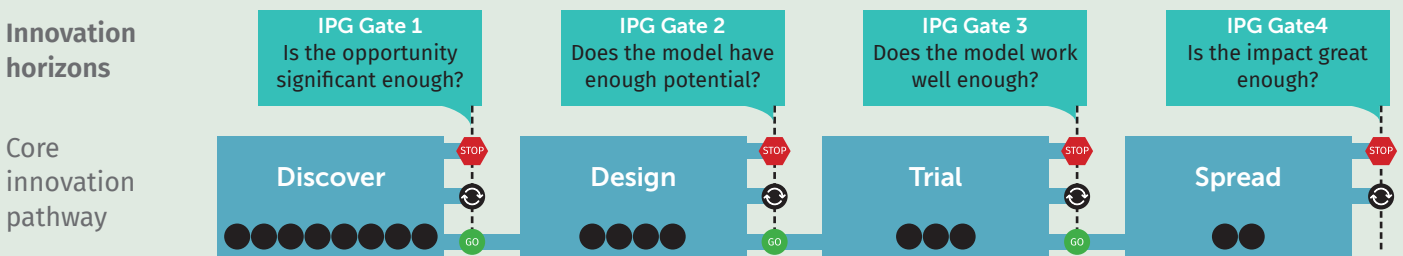 Innovation
horizons
IPG Gate 1
Is the opportunity
significant enough?
IPG Gate 2
Does the model have
enough potential?
IPG Gate 3
Does the model work
well enough?
IPG Gate4
Is the impact great
enough?
Core
innovation
pathway
Discover
STOP
GO
Design
STOP
GO
Trial
STOP
GO
Spread
STOP